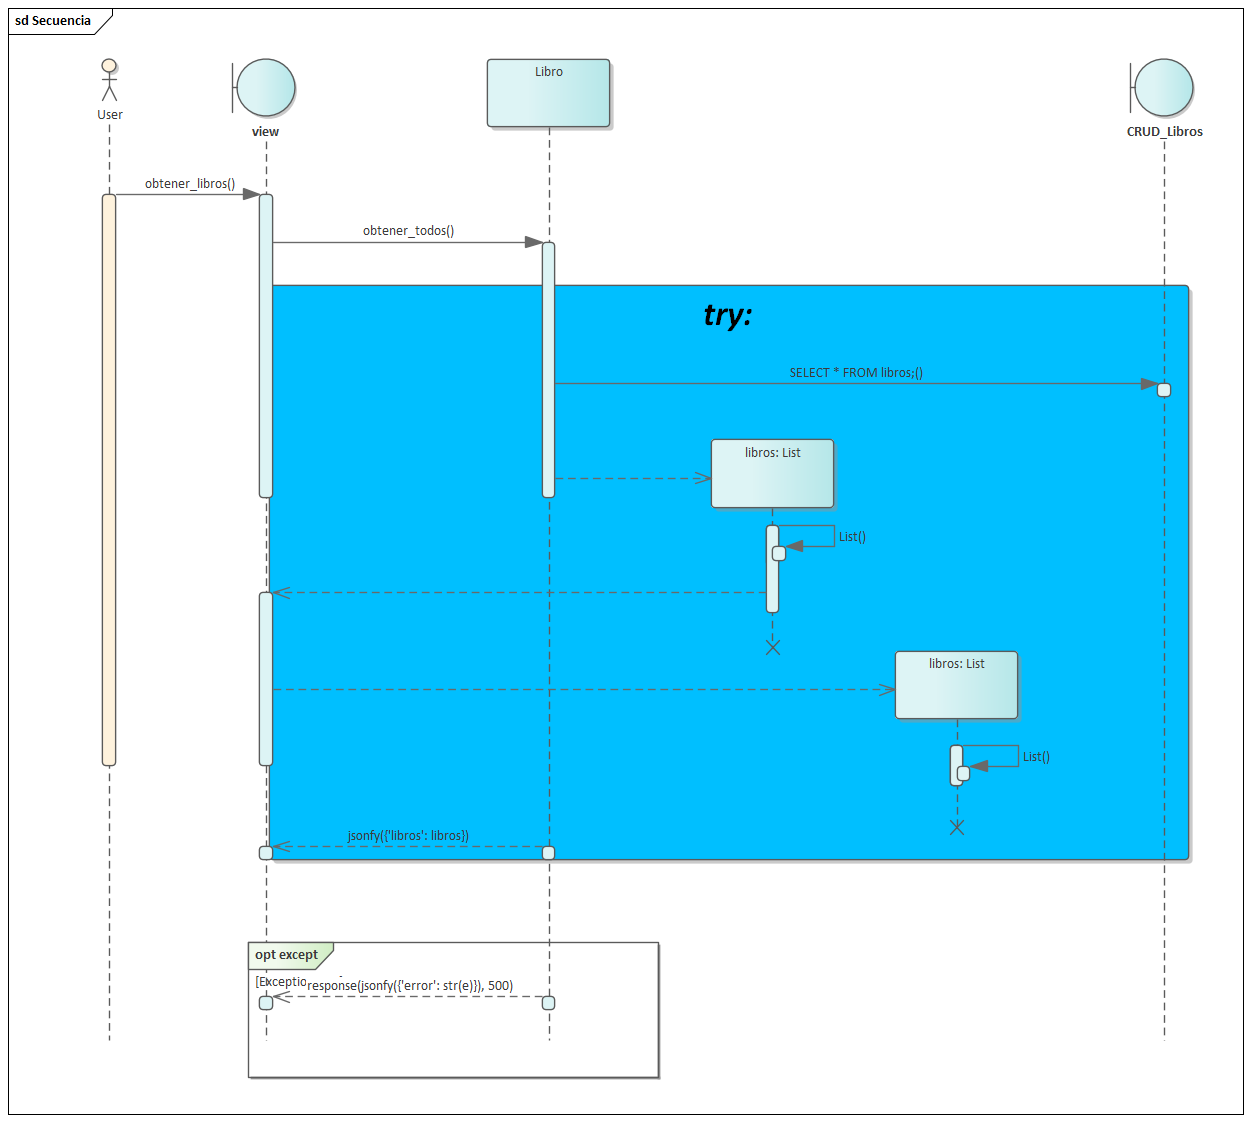 sd Secuencia
User
view
Libro
CRUD_Libros
obtener_libros()
obtener_todos()
try:
SELECT * FROM libros;()
libros: List
List()
libros: List
List()
jsonfy({'libros': libros})
opt except
[Exceptio
response(jsonfy({'error': str(e)}), 500)